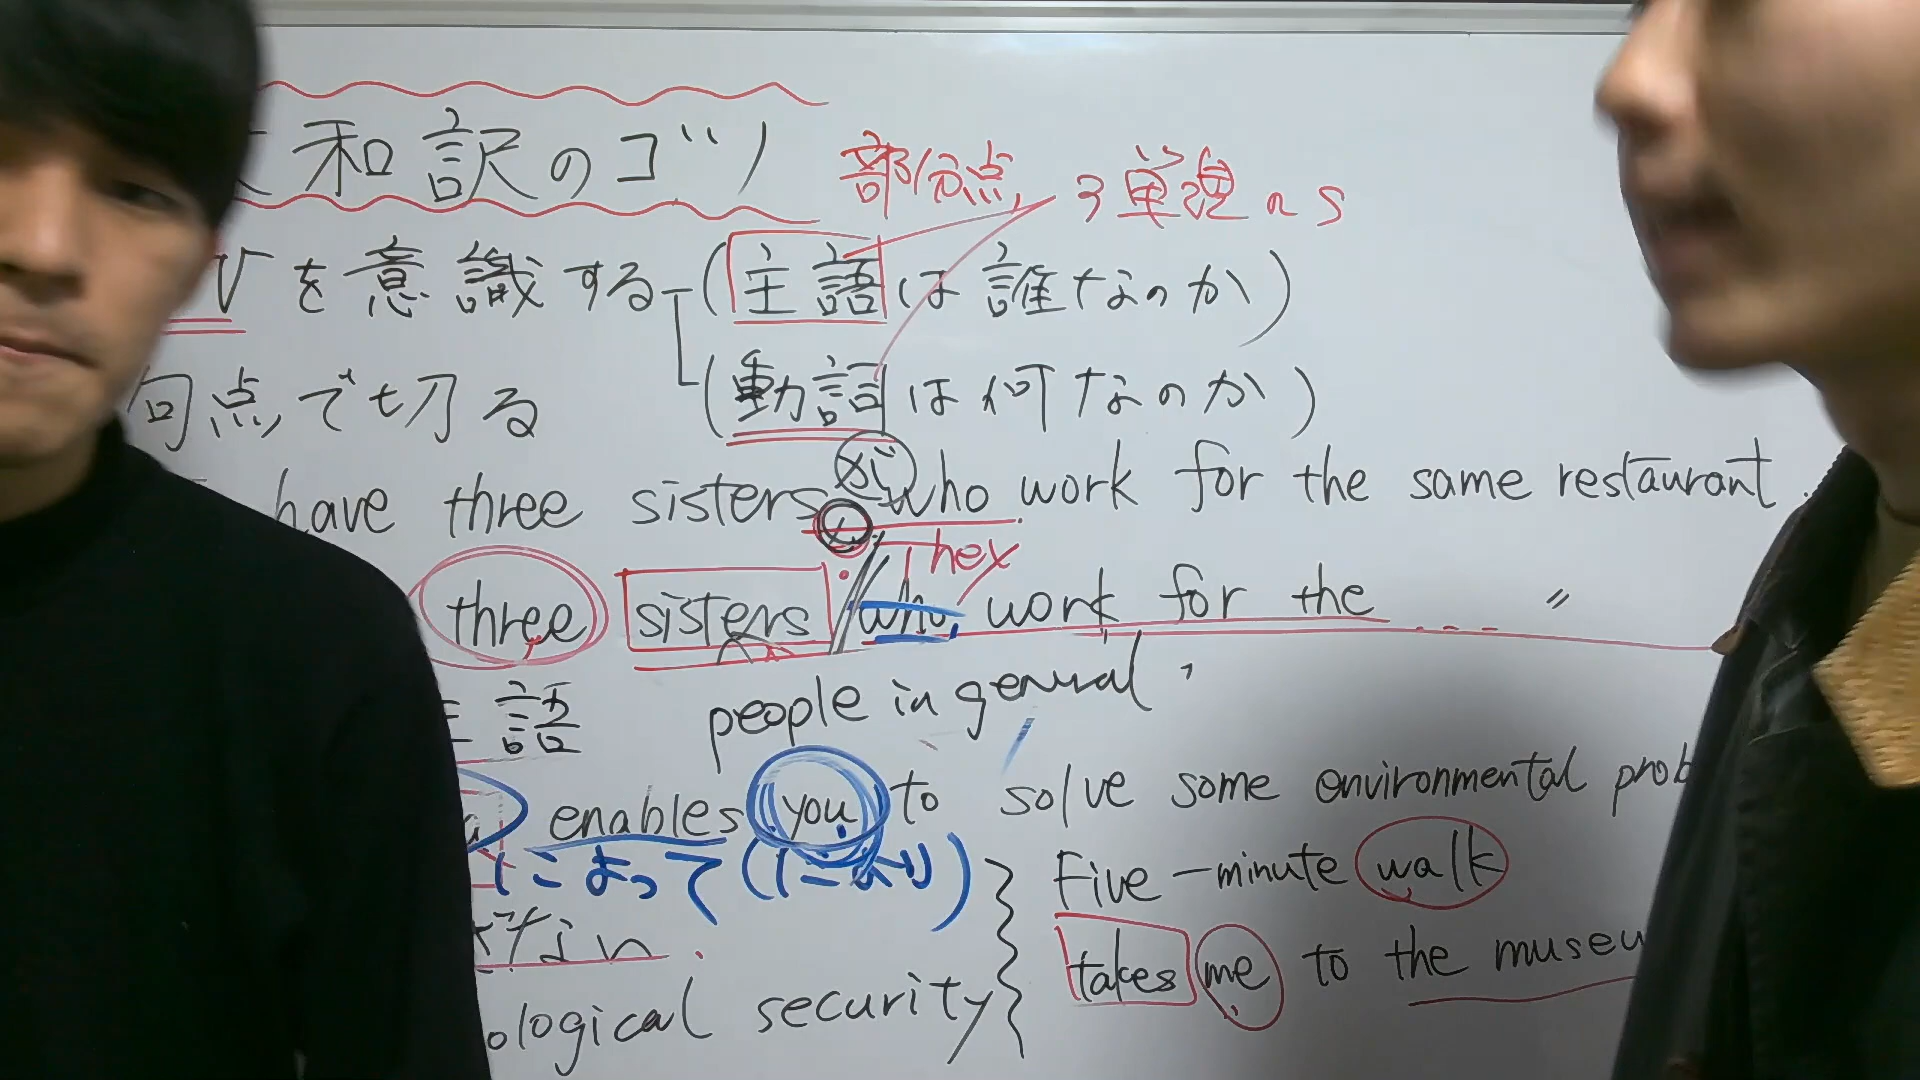 和訳のコツ
部分点 3単現のS
Vを意識する (主語は誰なのか)
句点で切る (動詞は何なのか)
have three sisters, who work for the same restaurant.
They
three sisters who work for the ---- 〃
主語 people in general
enables you to solve some environmental prob
によって(により) Five-minute walk
takes me to the museu
ological security